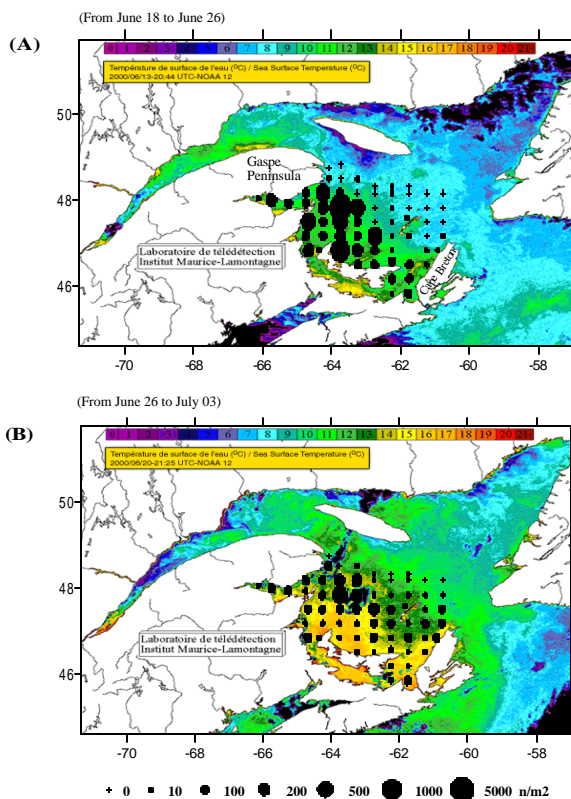 (From June 18 to June 26)
(A)
0 1 2 3 4 5 6 7 8 9 10 11 12 13 14 15 16 17 18 19 20 21+
Température de surface de l'eau (ºC) / Sea Surface Temperature (ºC)
2000/06/13-20:44 UTC-NOAA 12
50
Gaspe
Peninsula
48
Laboratoire de télédétection
Institut Maurice-Lamontagne
Cape Breton
46
-70 -68 -66 -64 -62 -60 -58
(From June 26 to July 03)
(B)
0 1 2 3 4 5 6 7 8 9 10 11 12 13 14 15 16 17 18 19 20 21+
Température de surface de l'eau (ºC) / Sea Surface Temperature (ºC)
2000/06/20-21:25 UTC-NOAA 12
50
48
Laboratoire de télédétection
Institut Maurice-Lamontagne
46
-70 -68 -66 -64 -62 -60 -58
0 10 100 200 500 1000 5000 n/m2